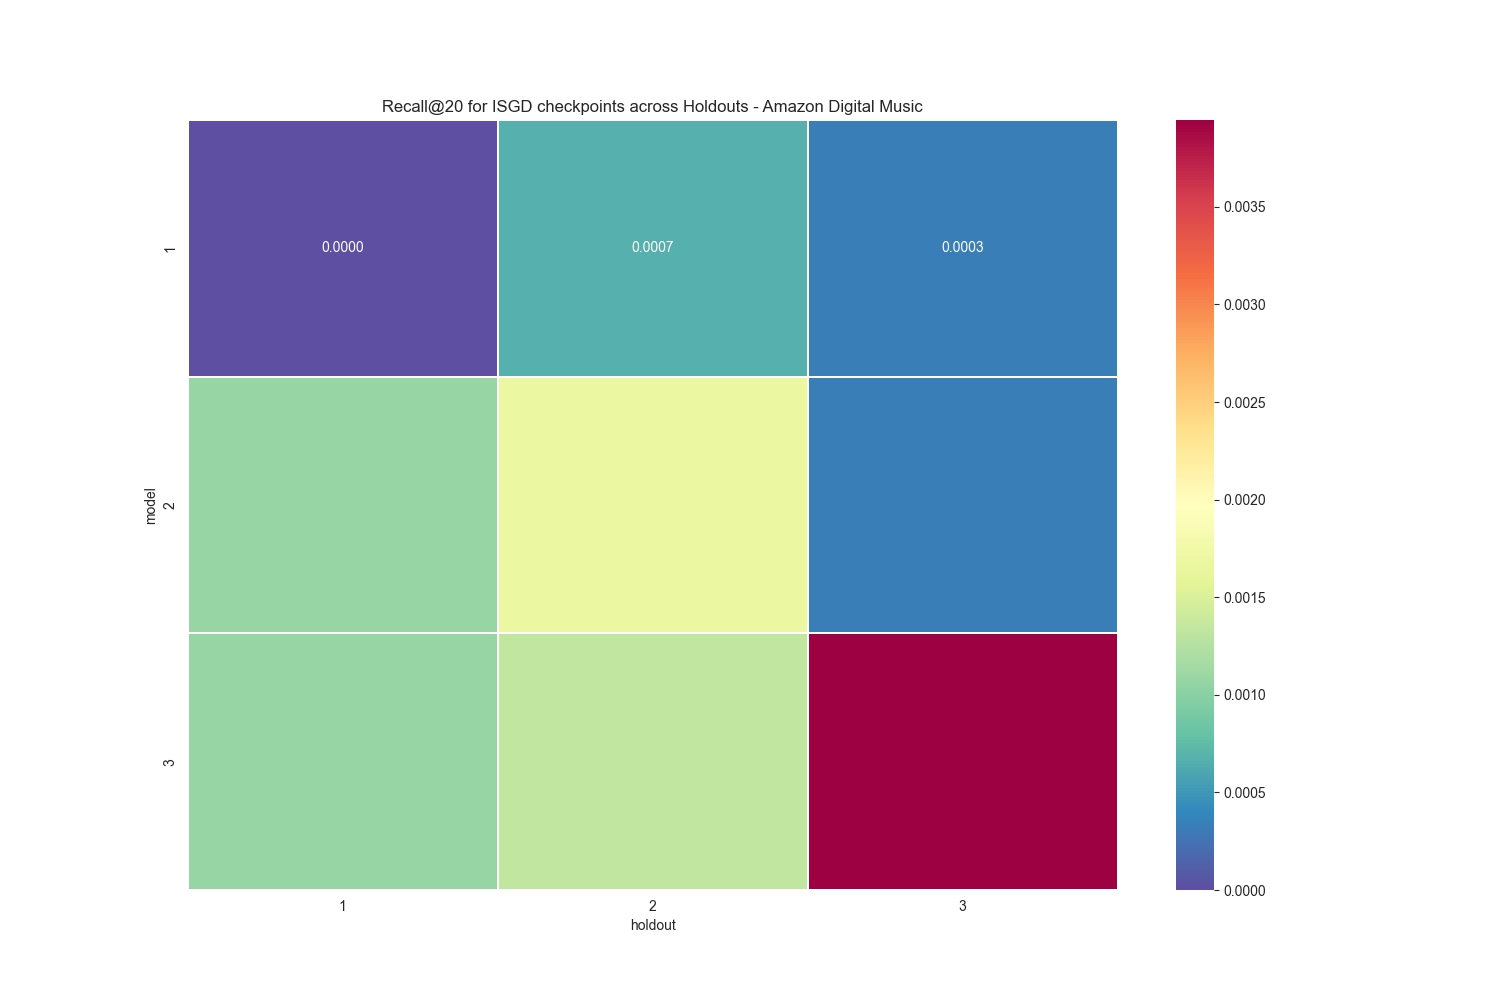 Recall@20 for ISGD checkpoints across Holdouts - Amazon Digital Music
0.0000 0.0007 0.0003
1
2
3
model
1 2 3
holdout
0.0035
0.0030
0.0025
0.0020
0.0015
0.0010
0.0005
0.0000